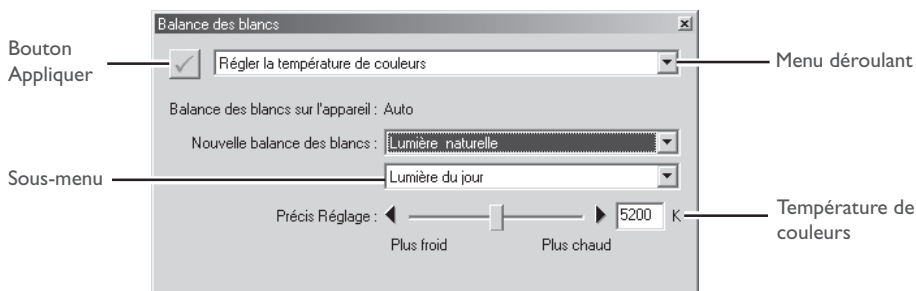 Balance des blancs
Bouton
Appliquer
Régler la température de couleurs
Menu déroulant
Balance des blancs sur l'appareil : Auto
Nouvelle balance des blancs : Lumière naturelle
Sous-menu
Lumière du jour
Précis Réglage : 5200 K
Température de
couleurs
Plus froid Plus chaud